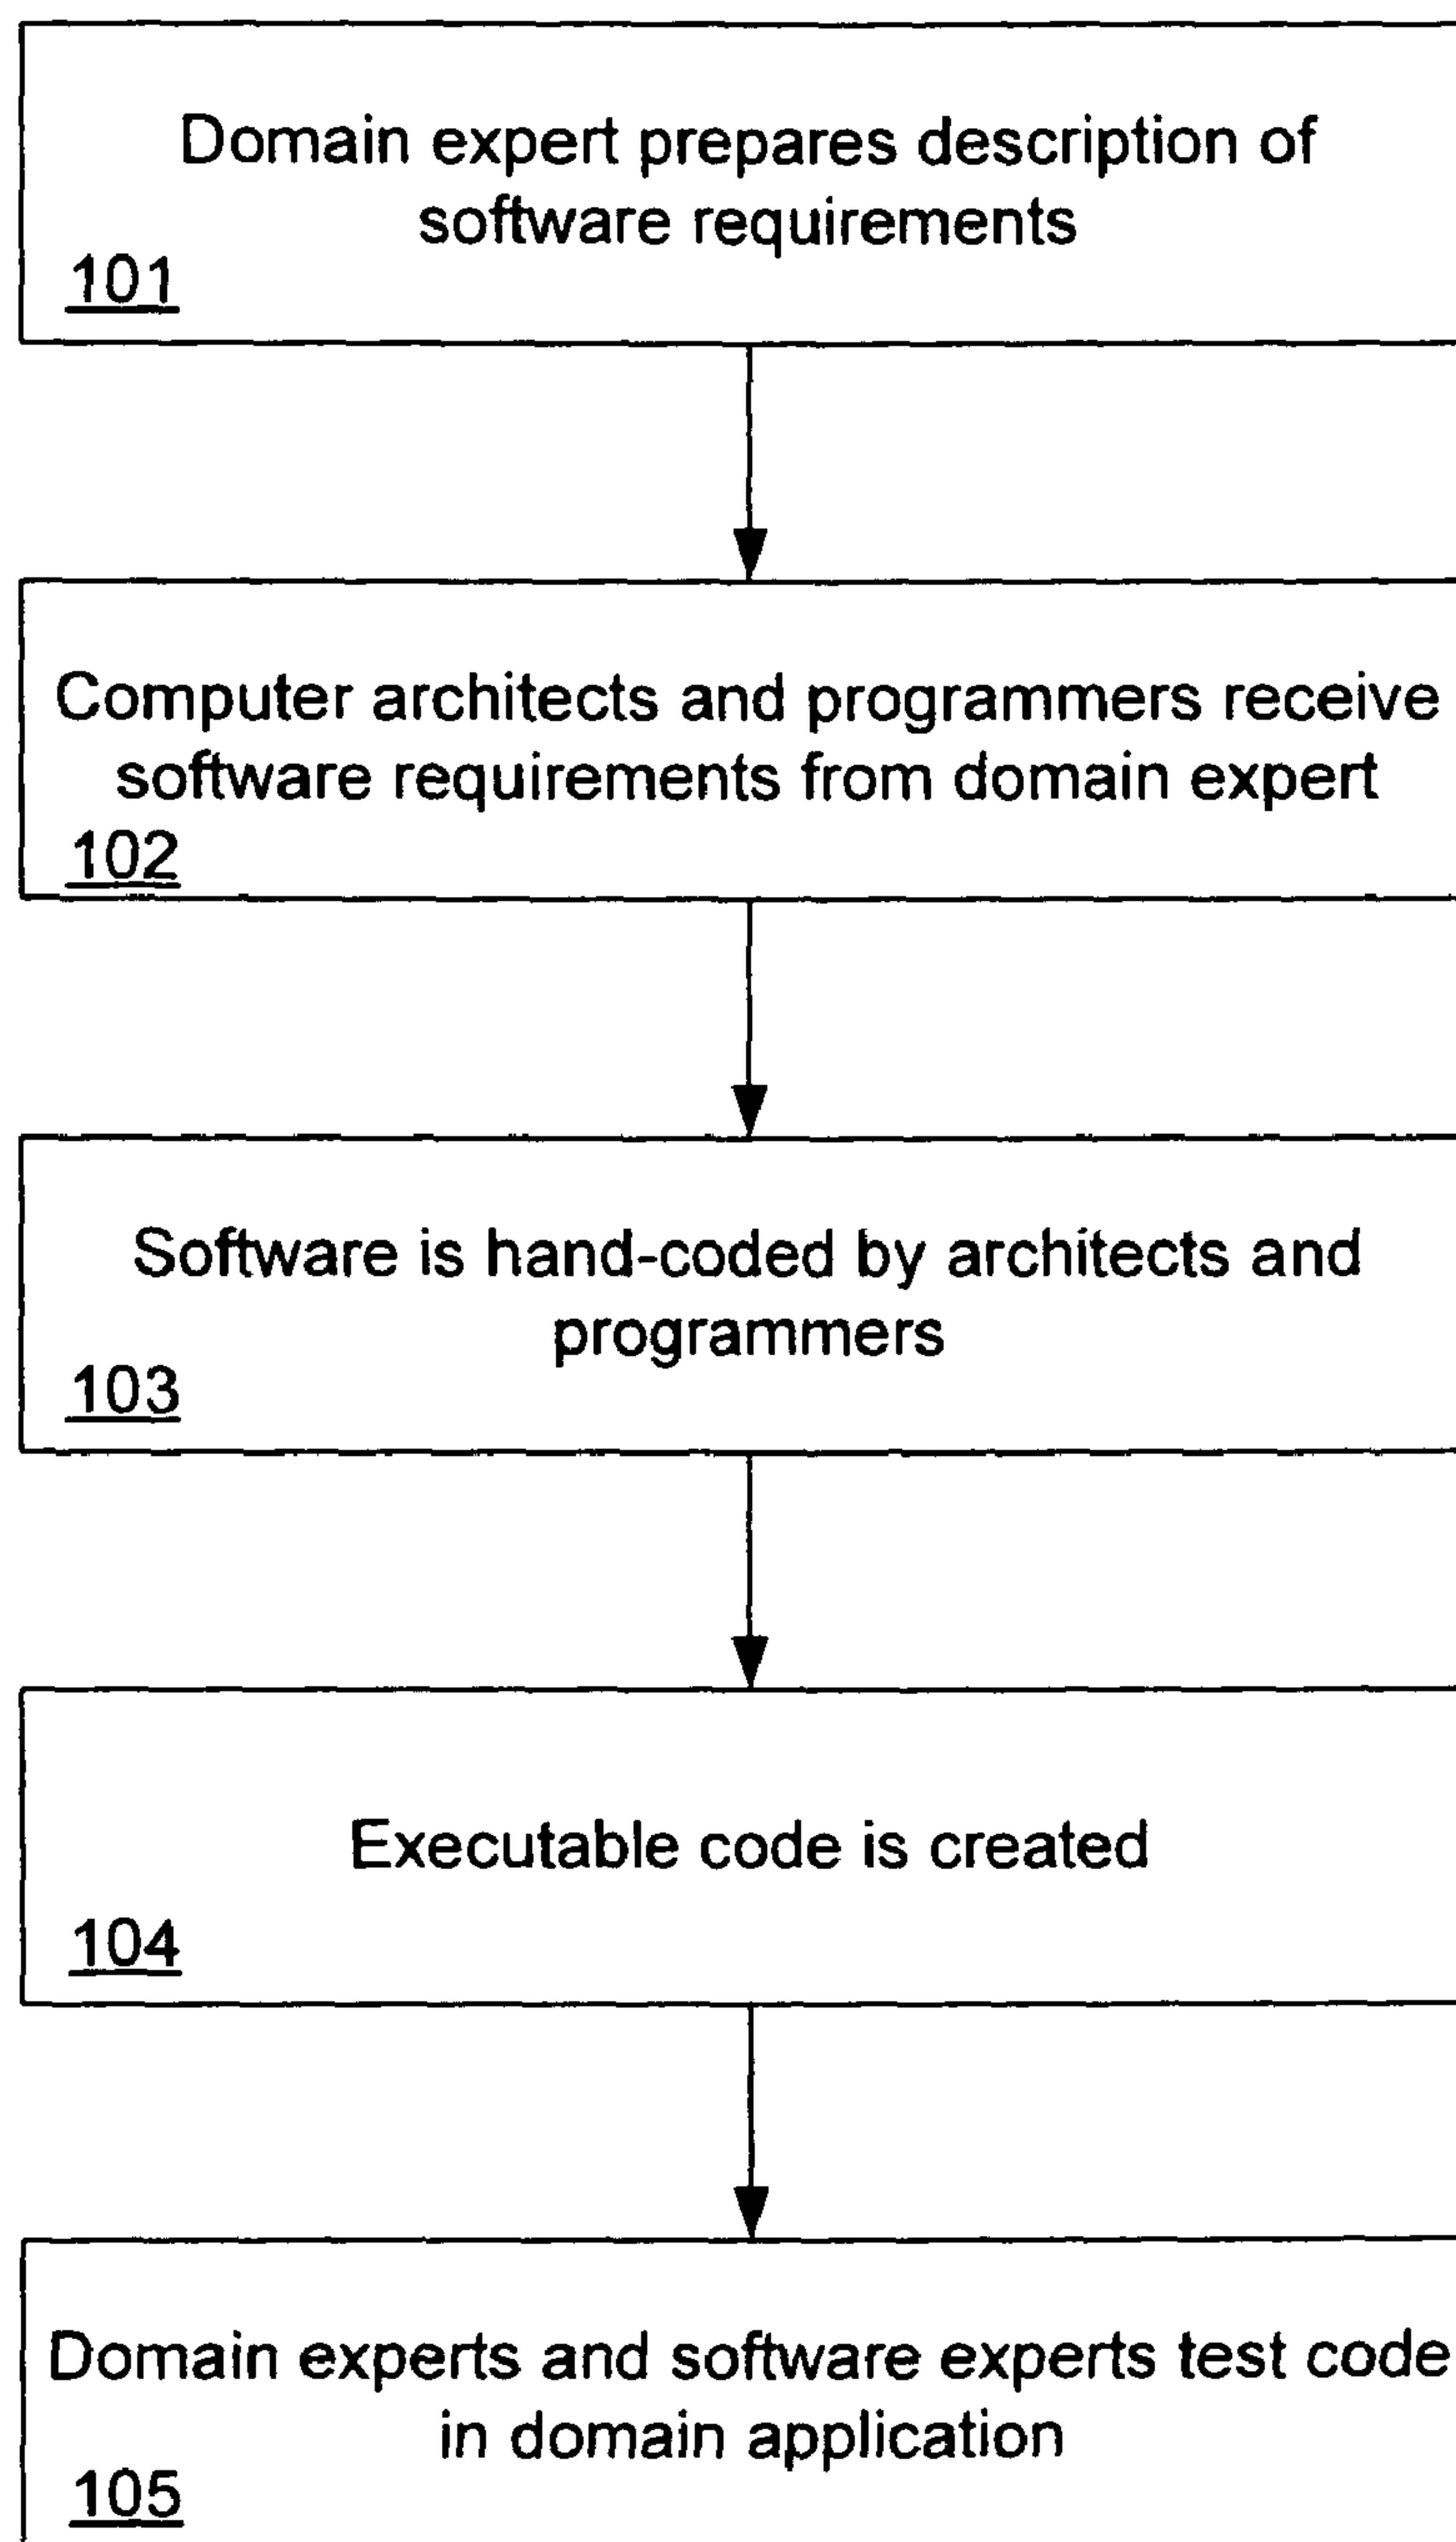 Domain expert prepares description of
software requirements
101
Computer architects and programmers receive
software requirements from domain expert
102
Software is hand-coded by architects and
programmers
103
Executable code is created
104
Domain experts and software experts test code
in domain application
105